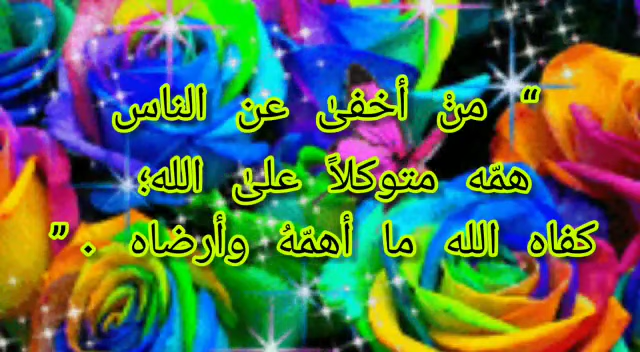 “ منْ أخفىٰ عن الناس
همّه متوكلاً علىٰ الله؛
كفاه الله ما أهمّهُ وأرضاه . ”